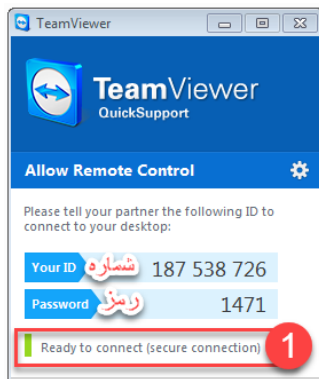 TeamViewer
TeamViewer
QuickSupport
Allow Remote Control
Please tell your partner the following ID to
connect to your desktop:
Your ID شماره 187 538 726
Password رمز 1471
Ready to connect (secure connection) 1